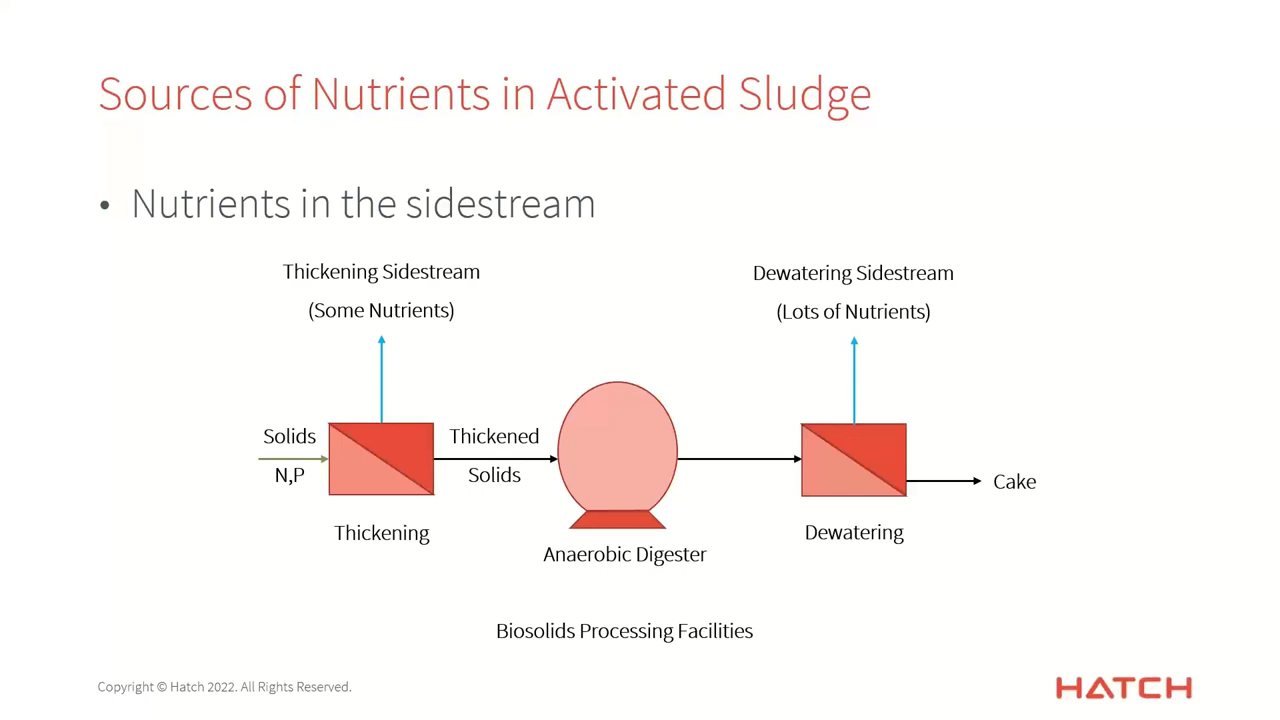 Sources of Nutrients in Activated Sludge
• Nutrients in the sidestream
Thickening Sidestream
(Some Nutrients)
Dewatering Sidestream
(Lots of Nutrients)
Solids
N,P
Thickened
Solids
Cake
Thickening
Anaerobic Digester
Dewatering
Biosolids Processing Facilities
Copyright © Hatch 2022. All Rights Reserved.
HATCH